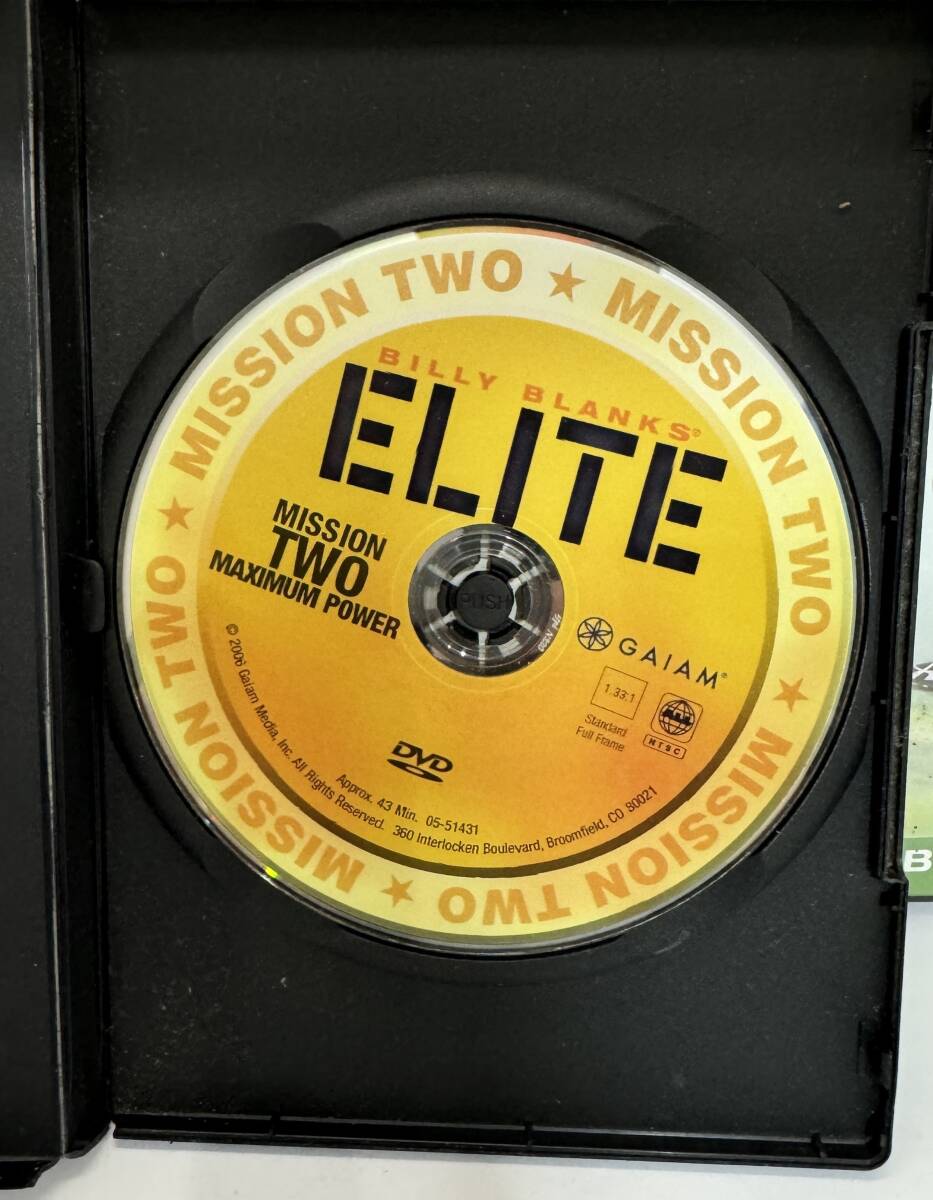 MISSION TWO ★ MISSION TWO ★ MISSION TWO ★ MISSION TWO ★
BILLY BLANKS®
ELITE
MISSION
TWO
MAXIMUM POWER
PUSH
GAIAM®
1.33:1
Standard
Full Frame
NTSC
DVD
Approx. 43 Min. 05-51431
© 2006 Gaiam Media, Inc. All Rights Reserved. 360 Interlocken Boulevard, Broomfield, CO 80021
B